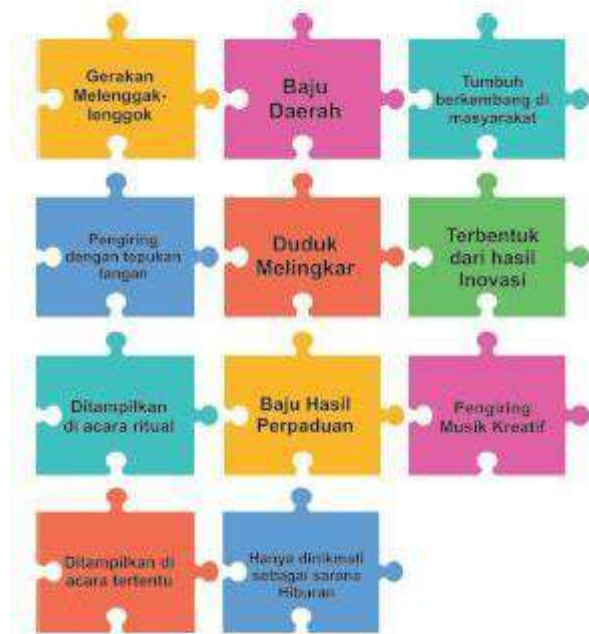 Gerakan
Melenggak-
lenggok
Baju
Daerah
Tumbuh
berkembang di
masyarakat
Pengiring
dengan tepukan
tangan
Duduk
Melingkar
Terbentuk
dari hasil
Inovasi
Ditampilkan
di acara ritual
Baju Hasil
Perpaduan
Pengiring
Musik Kreatif
Ditampilkan di
acara tertentu
Hanya dinikmati
sebagai sarana
Hiburan